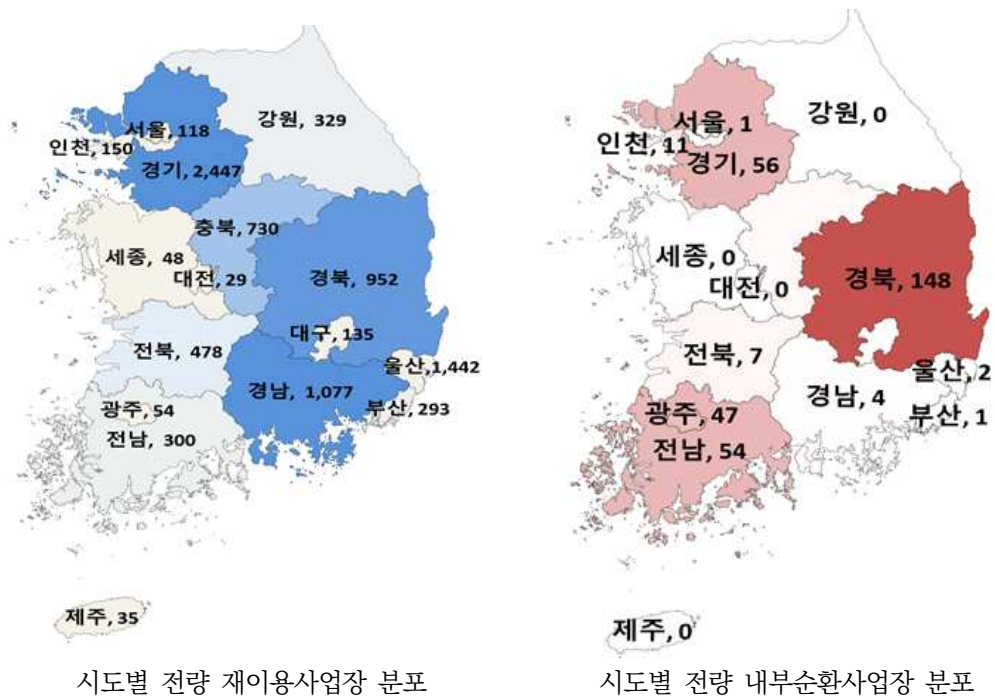 강원, 329
서울, 118
인천, 150
경기, 2,447
충북, 730
세종, 48
대전, 29
경북, 952
대구, 135
전북, 478
울산, 1,442
경남, 1,077
부산, 293
광주, 54
전남, 300
제주, 35
시도별 전량 재이용사업장 분포
강원, 0
서울, 1
인천, 11
경기, 56
세종, 0
대전, 0
경북, 148
전북, 7
울산, 2
경남, 4
부산, 1
광주, 47
전남, 54
제주, 0
시도별 전량 내부순환사업장 분포